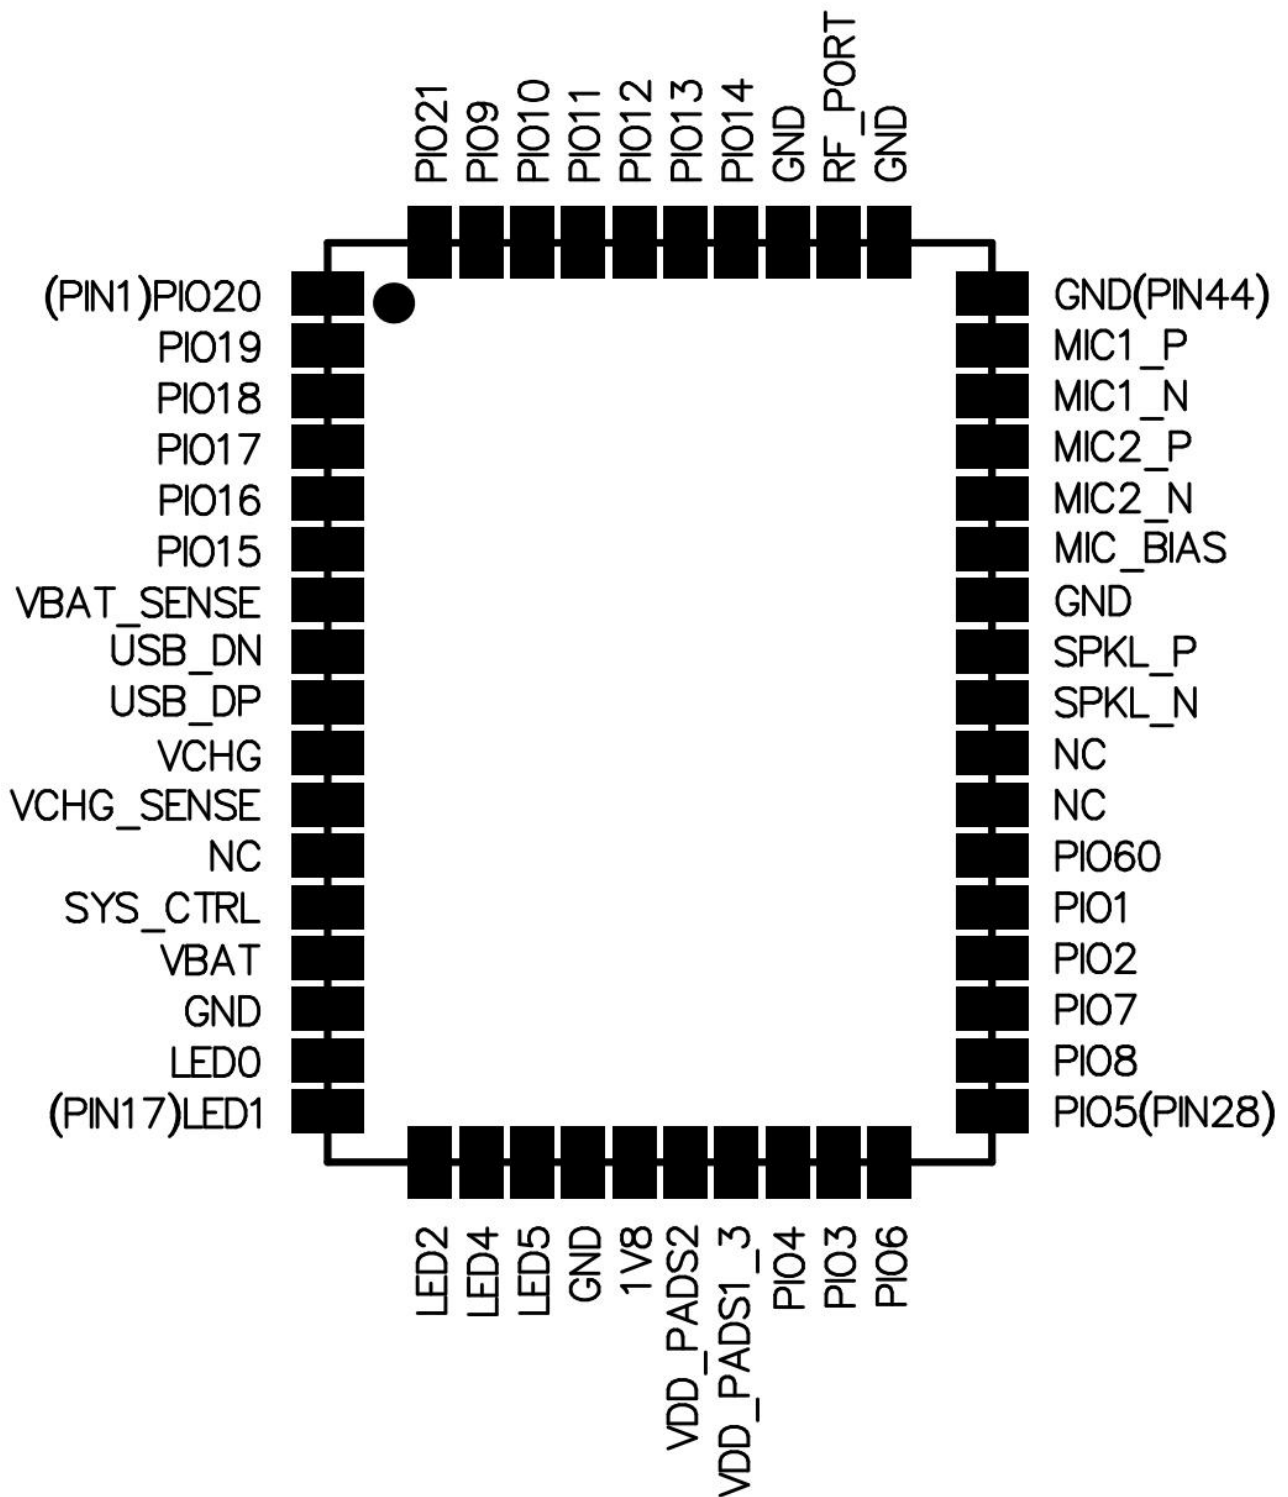 PIO21
PIO9
PIO10
PIO11
PIO12
PIO13
PIO14
GND
RF_PORT
GND
(PIN1)PIO20
PIO19
PIO18
PIO17
PIO16
PIO15
VBAT_SENSE
USB_DN
USB_DP
VCHG
VCHG_SENSE
NC
SYS_CTRL
VBAT
GND
LED0
(PIN17)LED1
GND(PIN44)
MIC1_P
MIC1_N
MIC2_P
MIC2_N
MIC_BIAS
GND
SPKL_P
SPKL_N
NC
NC
PIO60
PIO1
PIO2
PIO7
PIO8
PIO5(PIN28)
LED2
LED4
LED5
GND
1V8
VDD_PADS2
VDD_PADS1_3
PIO4
PIO3
PIO6